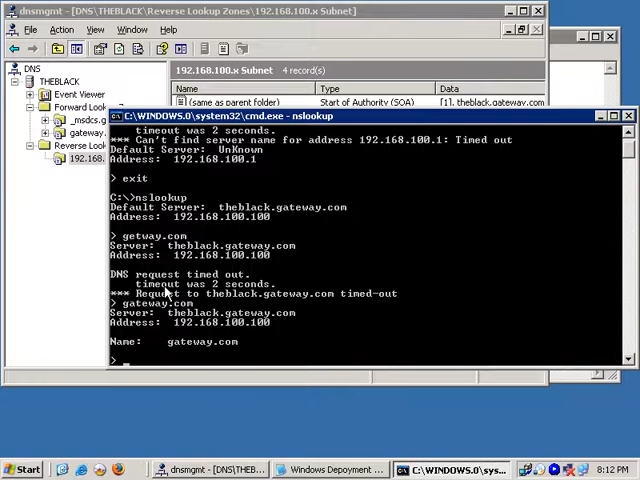 dnsmgmt - [DNS\THEBLACK\Reverse Lookup Zones\192.168.100.x Subnet]
File Action View Window Help
DNS
THEBLACK
Event Viewer
Forward Look
_msdcs.g
gateway.
Reverse Look
192.168.
192.168.100.x Subnet 4 record(s)
Name Type Data
(same as parent folder) Start of Authority (SOA) [1], theblack.gateway.com
C:\WINDOWS.0\system32\cmd.exe - nslookup
timeout was 2 seconds.
*** Can't find server name for address 192.168.100.1: Timed out
Default Server: UnKnown
Address: 192.168.100.1
> exit
C:\>nslookup
Default Server: theblack.gateway.com
Address: 192.168.100.100
> getway.com
Server: theblack.gateway.com
Address: 192.168.100.100
DNS request timed out.
timeout was 2 seconds.
*** Request to theblack.gateway.com timed-out
> gateway.com
Server: theblack.gateway.com
Address: 192.168.100.100
Name: gateway.com
>
Start
dnsmgmt - [DNS\THE...
Windows Depoyment ...
C:\WINDOWS.0\sys...
8:12 PM